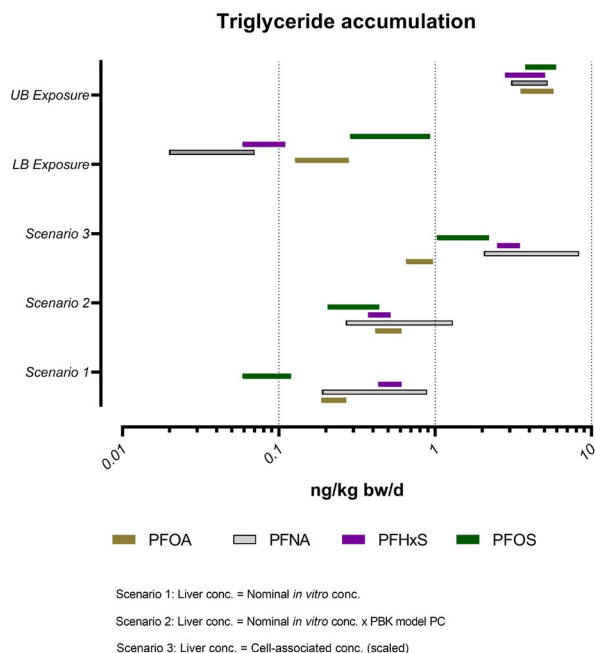 Triglyceride accumulation
UB Exposure
LB Exposure
Scenario 3
Scenario 2
Scenario 1
0.01
0.1
1
10
ng/kg bw/d
PFOA
PFNA
PFHxS
PFOS
Scenario 1: Liver conc. = Nominal in vitro conc.
Scenario 2: Liver conc. = Nominal in vitro conc. x PBK model PC
Scenario 3: Liver conc. = Cell-associated conc. (scaled)